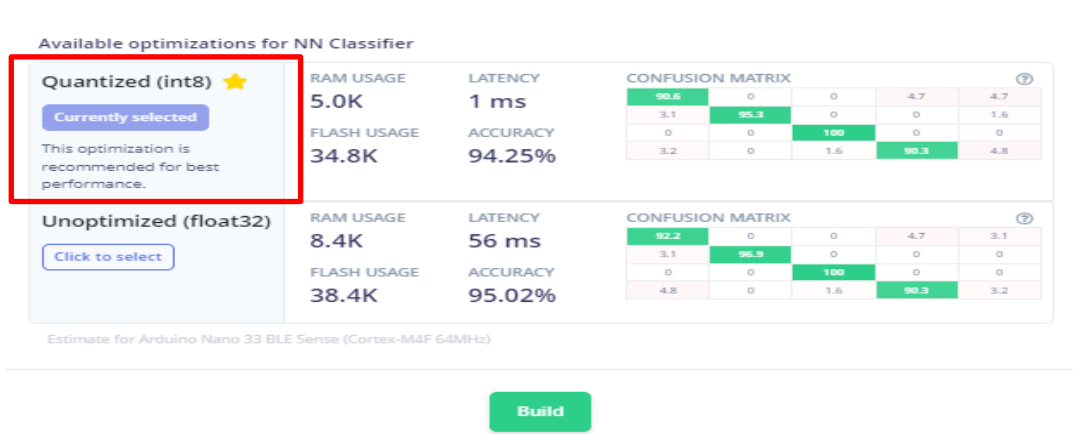 Available optimizations for NN Classifier
Quantized (int8)
Currently selected
This optimization is
recommended for best
performance.
RAM USAGE LATENCY
5.0K 1 ms
FLASH USAGE ACCURACY
34.8K 94.25%
CONFUSION MATRIX ?
90.6 0 0 4.7 4.7
3.1 95.3 0 0 1.6
0 0 100 0 0
3.2 0 1.6 90.3 4.8
Unoptimized (float32)
Click to select
RAM USAGE LATENCY
8.4K 56 ms
FLASH USAGE ACCURACY
38.4K 95.02%
CONFUSION MATRIX ?
92.2 0 0 4.7 3.1
3.1 96.9 0 0 0
0 0 100 0 0
4.8 0 1.6 90.3 3.2
Estimate for Arduino Nano 33 BLE Sense (Cortex-M4F 64MHz)
Build